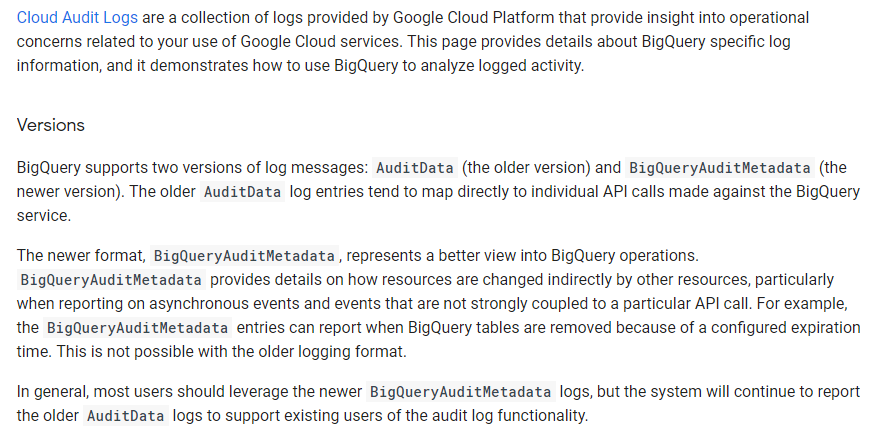 Cloud Audit Logs are a collection of logs provided by Google Cloud Platform that provide insight into operational
concerns related to your use of Google Cloud services. This page provides details about BigQuery specific log
information, and it demonstrates how to use BigQuery to analyze logged activity.
Versions
BigQuery supports two versions of log messages: AuditData (the older version) and BigQueryAuditMetadata (the
newer version). The older AuditData log entries tend to map directly to individual API calls made against the BigQuery
service.
The newer format, BigQueryAuditMetadata, represents a better view into BigQuery operations.
BigQueryAuditMetadata provides details on how resources are changed indirectly by other resources, particularly
when reporting on asynchronous events and events that are not strongly coupled to a particular API call. For example,
the BigQueryAuditMetadata entries can report when BigQuery tables are removed because of a configured expiration
time. This is not possible with the older logging format.
In general, most users should leverage the newer BigQueryAuditMetadata logs, but the system will continue to report
the older AuditData logs to support existing users of the audit log functionality.